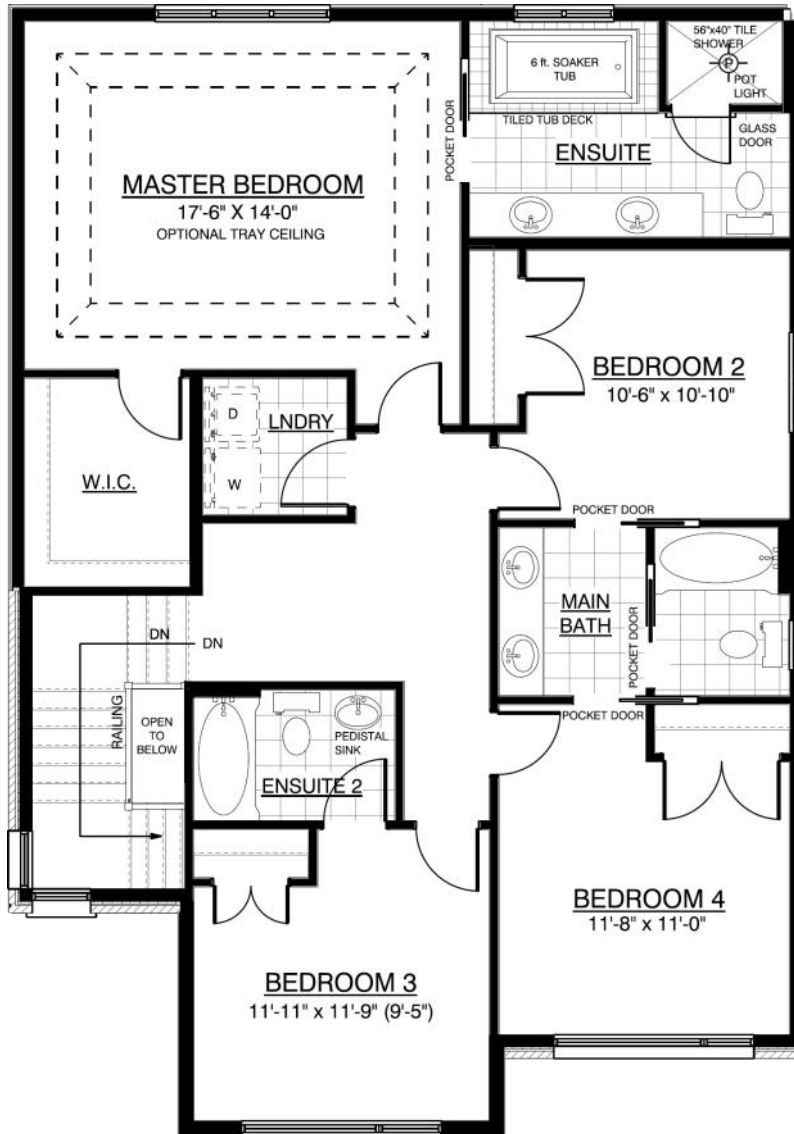 56"x40" TILE
SHOWER
P
POT
LIGHT
6 ft. SOAKER
TUB
TILED TUB DECK
POCKET DOOR
ENSUITE
GLASS
DOOR
MASTER BEDROOM
17'-6" X 14'-0"
OPTIONAL TRAY CEILING
BEDROOM 2
10'-6" x 10'-10"
D
LNDRY
W
W.I.C.
POCKET DOOR
MAIN
BATH
POCKET DOOR
DN
DN
RAILING
OPEN
TO
BELOW
PEDISTAL
SINK
ENSUITE 2
POCKET DOOR
BEDROOM 4
11'-8" x 11'-0"
BEDROOM 3
11'-11" x 11'-9" (9'-5")